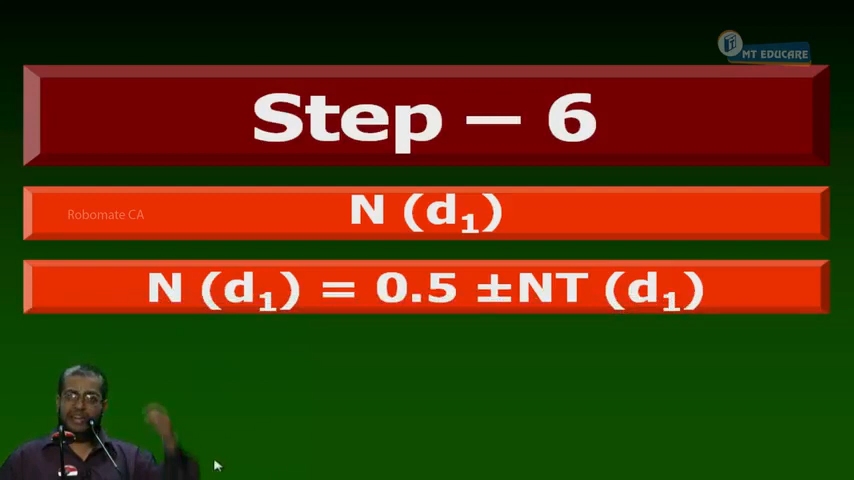 MT EDUCARE
Step – 6
Robomate CA
N (d₁)
N (d₁) = 0.5 ±NT (d₁)